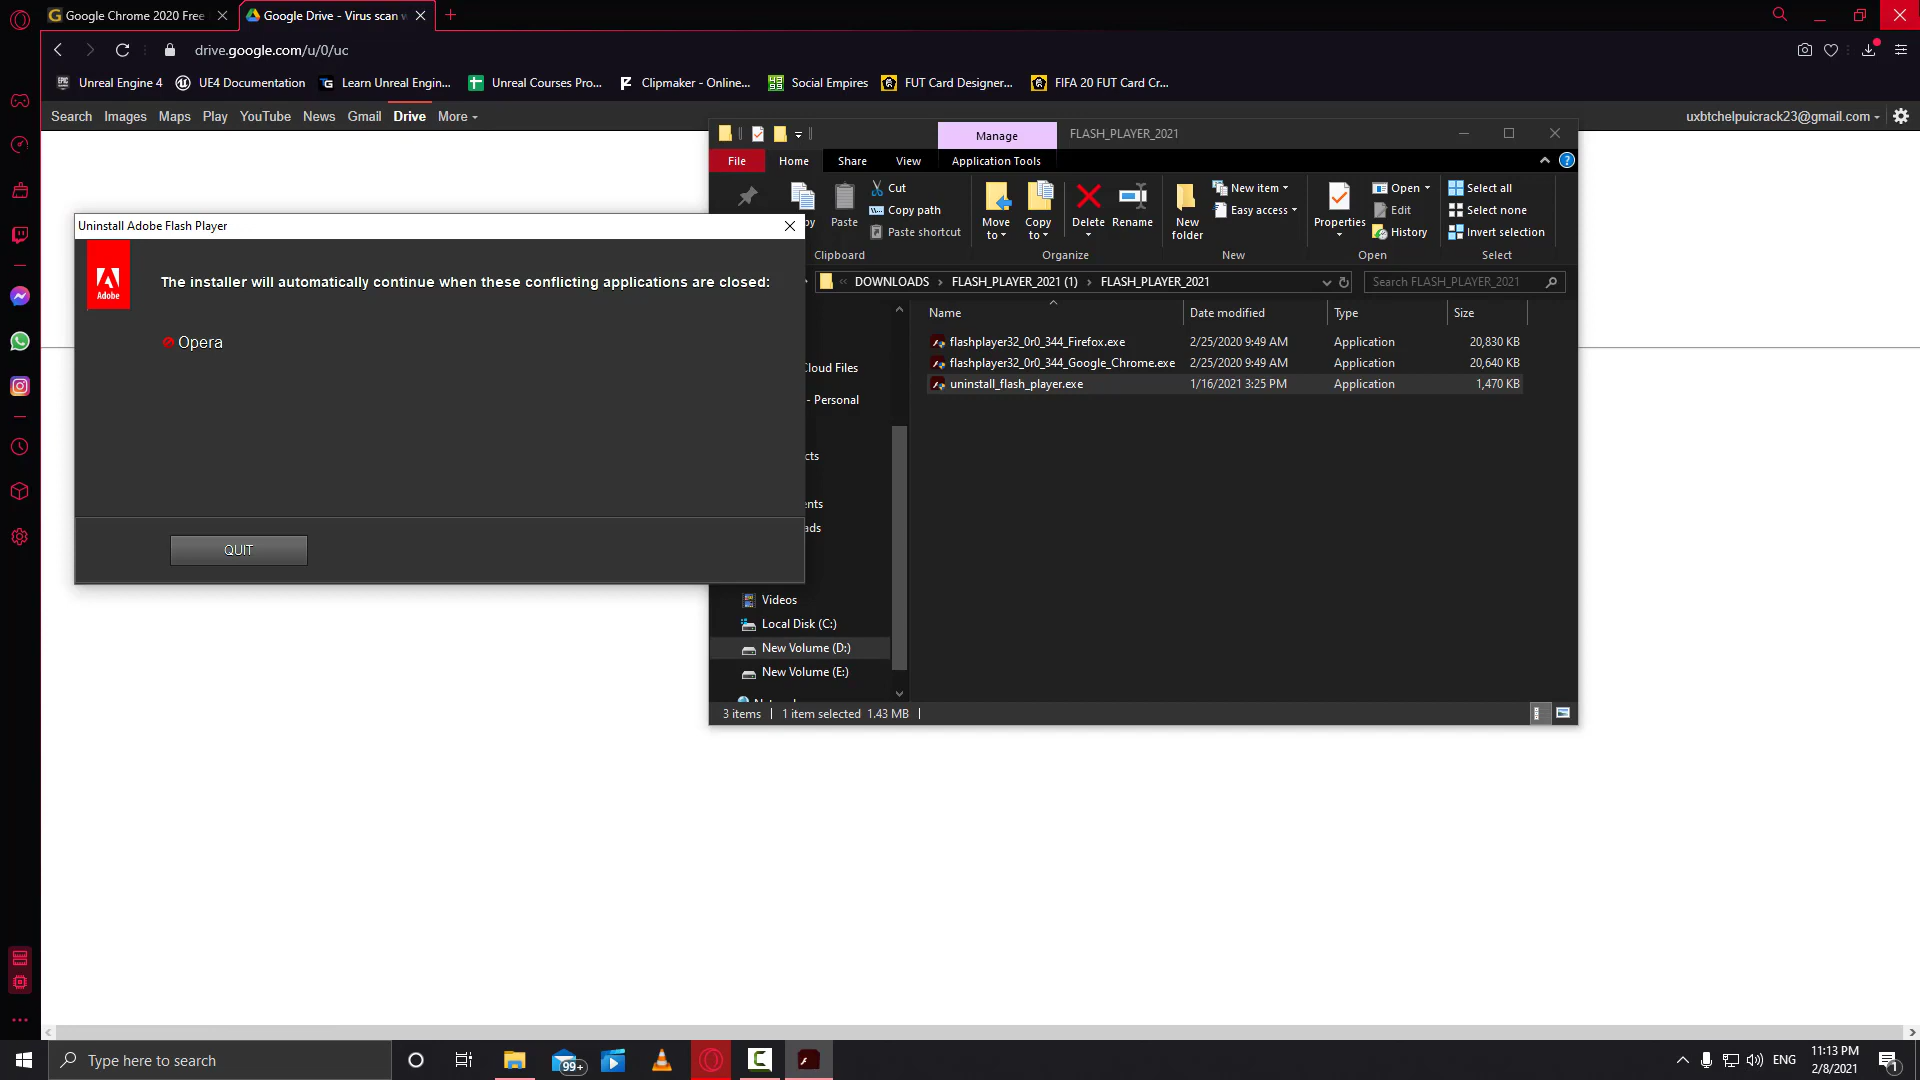 Google Chrome 2020 Free
Google Drive - Virus scan w
drive.google.com/u/0/uc
Unreal Engine 4
UE4 Documentation
Learn Unreal Engin...
Unreal Courses Pro...
Clipmaker - Online...
Social Empires
FUT Card Designer...
FIFA 20 FUT Card Cr...
Search Images Maps Play YouTube News Gmail Drive More
uxbtchelpuicrack23@gmail.com
Manage
FLASH_PLAYER_2021
File
Home
Share
View
Application Tools
Paste
Cut
Copy path
Paste shortcut
Clipboard
Move to
Copy to
Delete
Rename
Organize
New folder
New item
Easy access
New
Properties
Open
Edit
History
Open
Select all
Select none
Invert selection
Select
DOWNLOADS › FLASH_PLAYER_2021 (1) › FLASH_PLAYER_2021
Search FLASH_PLAYER_2021
Name
Date modified
Type
Size
flashplayer32_0r0_344_Firefox.exe 2/25/2020 9:49 AM Application 20,830 KB
flashplayer32_0r0_344_Google_Chrome.exe 2/25/2020 9:49 AM Application 20,640 KB
uninstall_flash_player.exe 1/16/2021 3:25 PM Application 1,470 KB
Cloud Files
- Personal
cts
ents
ads
Videos
Local Disk (C:)
New Volume (D:)
New Volume (E:)
3 items
1 item selected 1.43 MB
Uninstall Adobe Flash Player
Adobe
The installer will automatically continue when these conflicting applications are closed:
Opera
QUIT
Type here to search
99+
ENG
11:13 PM
2/8/2021
1